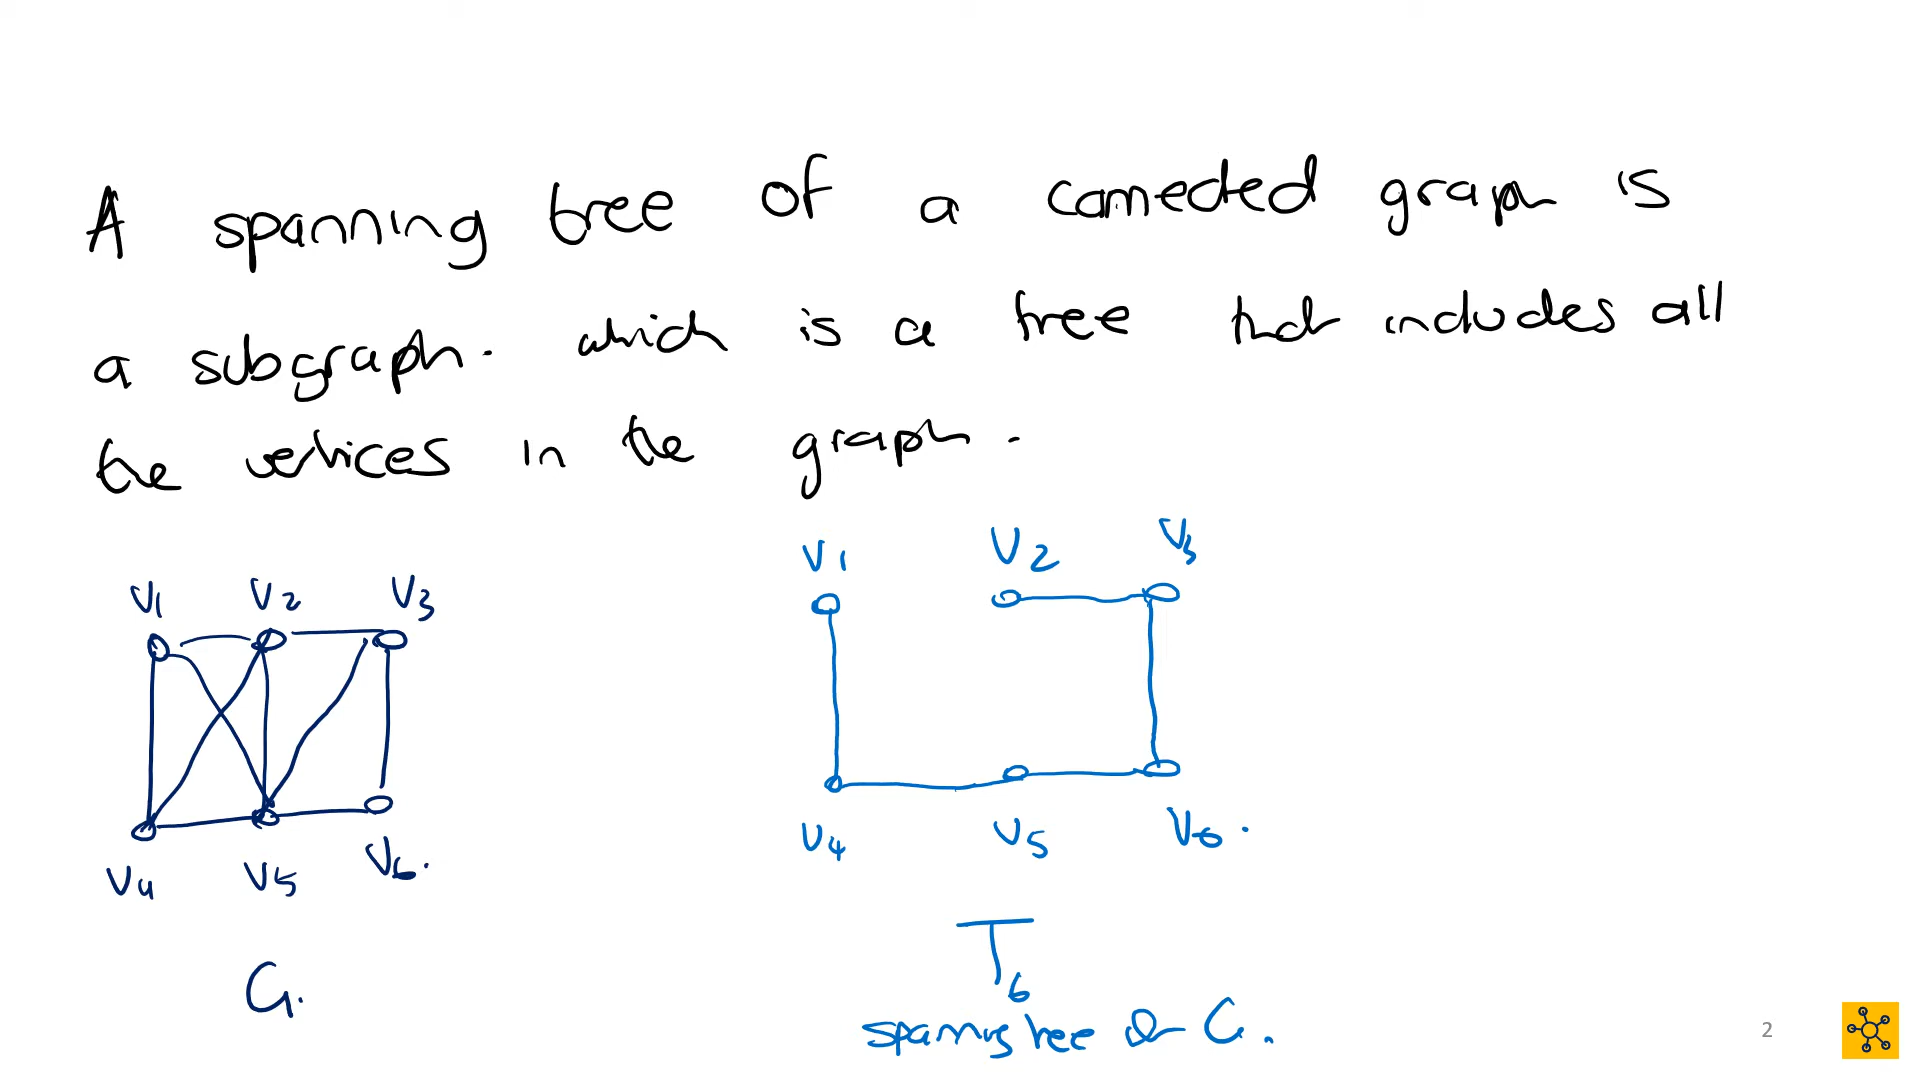 A spanning tree of a connected graph is
a subgraph. which is a tree that includes all
the vertices in the graph.
V1 V2 V3
V4 V5 V6.
G.
V1 V2 V3
V4 V5 V6.
T6
spanning tree of G.
2